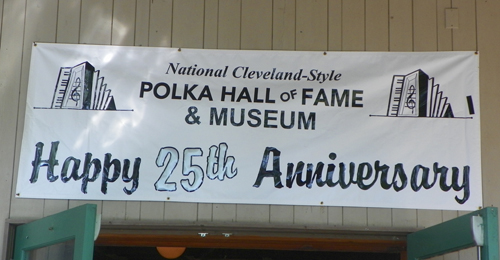 National Cleveland-Style
POLKA HALL OF FAME
& MUSEUM
Happy 25th Anniversary